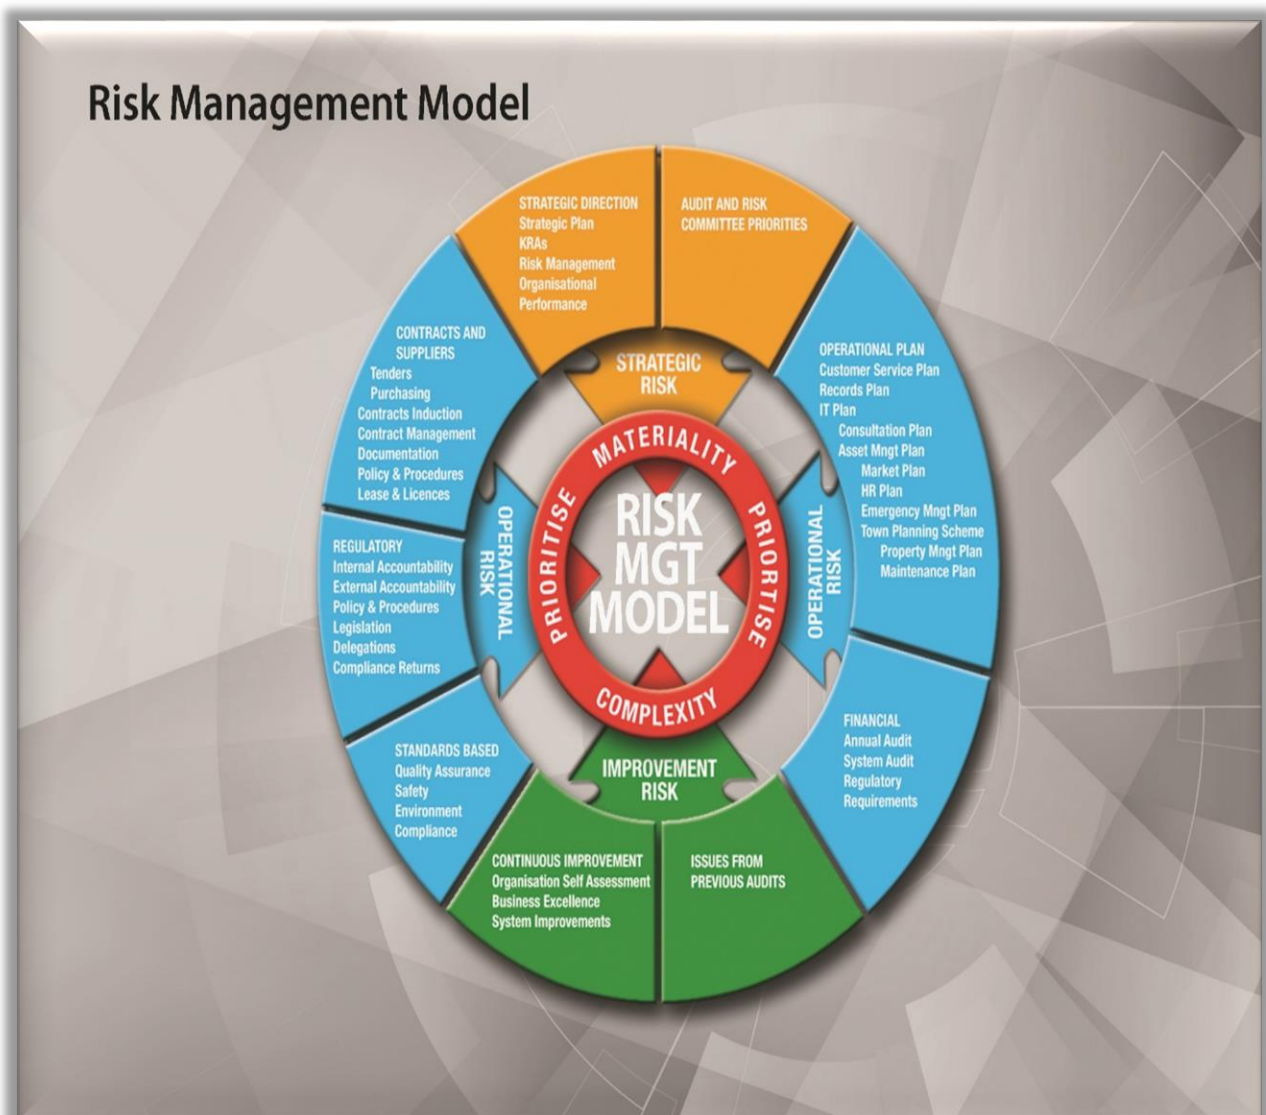 Risk Management Model
STRATEGIC DIRECTION
Strategic Plan
KRAs
Risk Management
Organisational
Performance
AUDIT AND RISK
COMMITTEE PRIORITIES
OPERATIONAL PLAN
Customer Service Plan
Records Plan
IT Plan
Consultation Plan
Asset Mngt Plan
Market Plan
HR Plan
Emergency Mngt Plan
Town Planning Scheme
Property Mngt Plan
Maintenance Plan
FINANCIAL
Annual Audit
System Audit
Regulatory
Requirements
ISSUES FROM
PREVIOUS AUDITS
CONTINUOUS IMPROVEMENT
Organisation Self Assessment
Business Excellence
System Improvements
STANDARDS BASED
Quality Assurance
Safety
Environment
Compliance
REGULATORY
Internal Accountability
External Accountability
Policy & Procedures
Legislation
Delegations
Compliance Returns
CONTRACTS AND
SUPPLIERS
Tenders
Purchasing
Contracts Induction
Contract Management
Documentation
Policy & Procedures
Lease & Licences
STRATEGIC
RISK
OPERATIONAL
RISK
IMPROVEMENT
RISK
OPERATIONAL
RISK
MATERIALITY
PRIORTISE
COMPLEXITY
PRIORITISE
RISK
MGT
MODEL